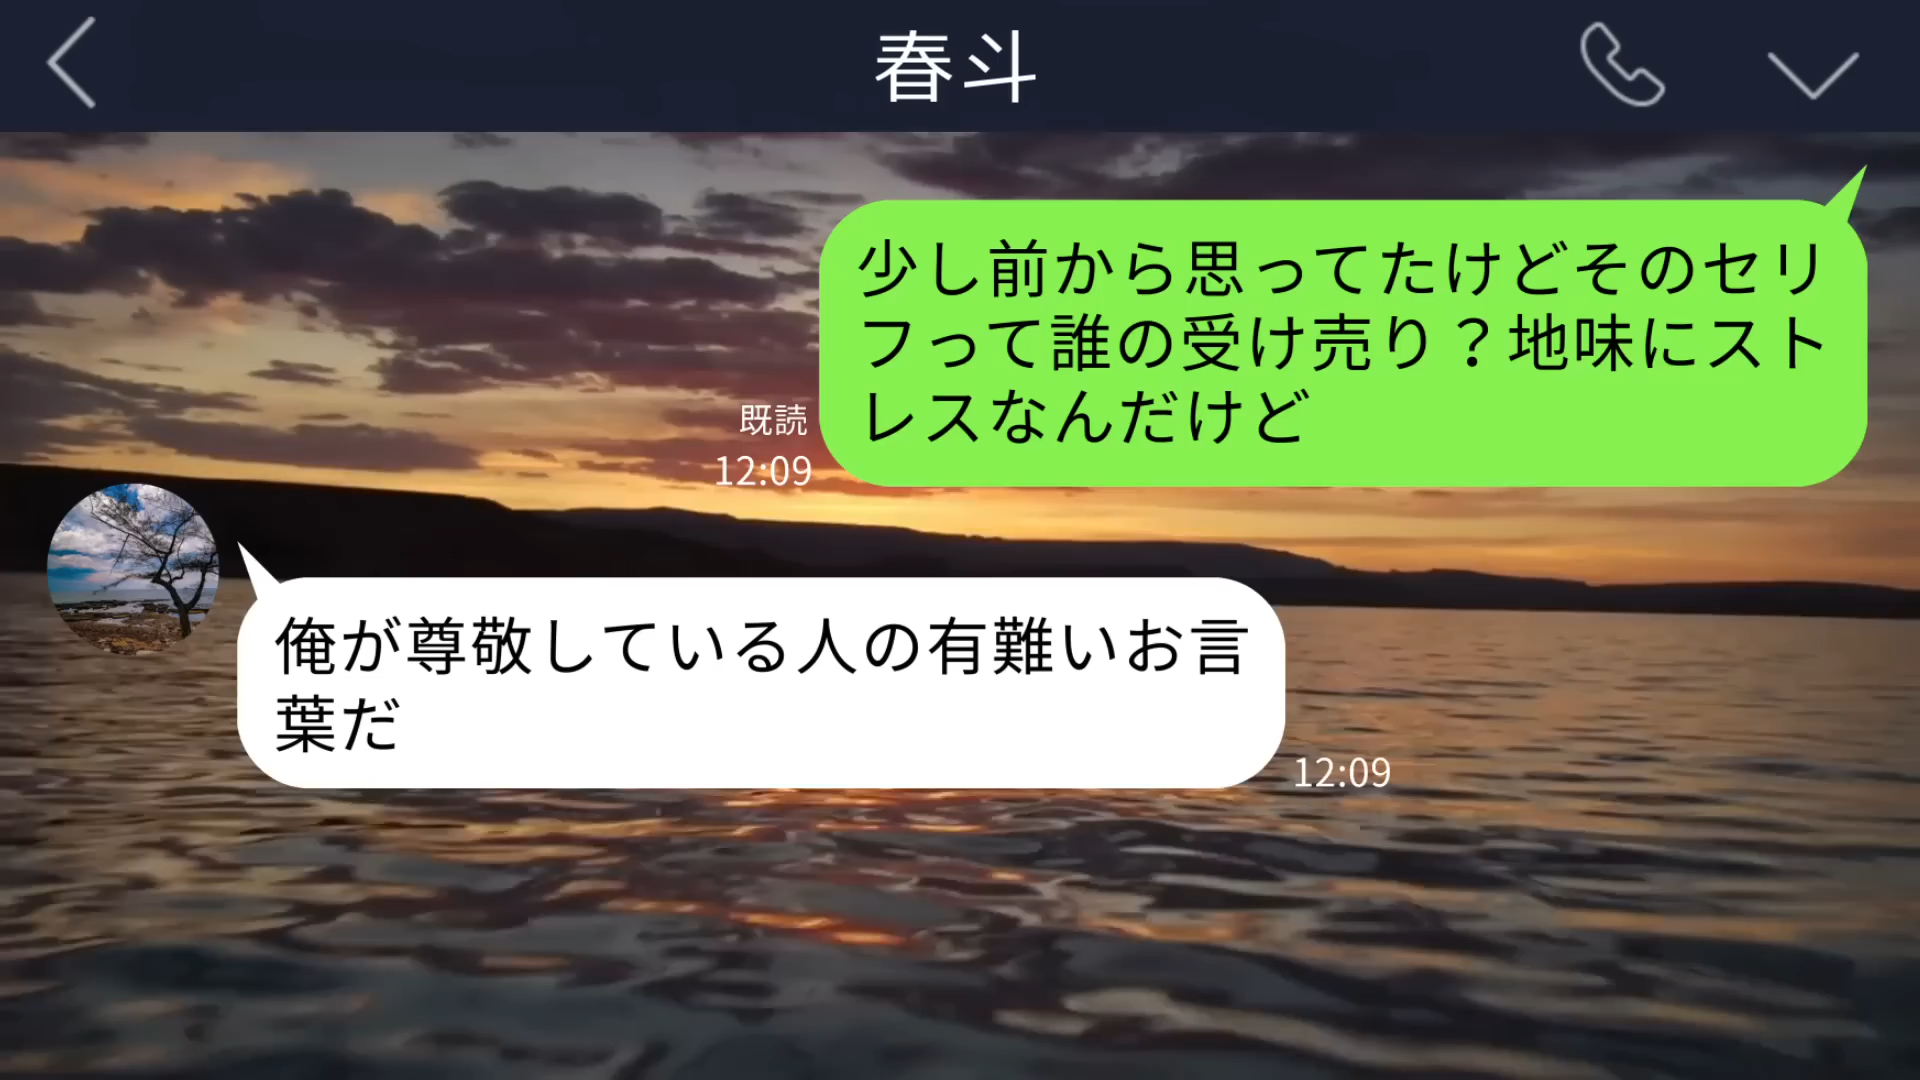 春斗
少し前から思ってたけどそのセリ
フって誰の受け売り？地味にスト
レスなんだけど
既読
12:09
俺が尊敬している人の有難いお言
葉だ
12:09